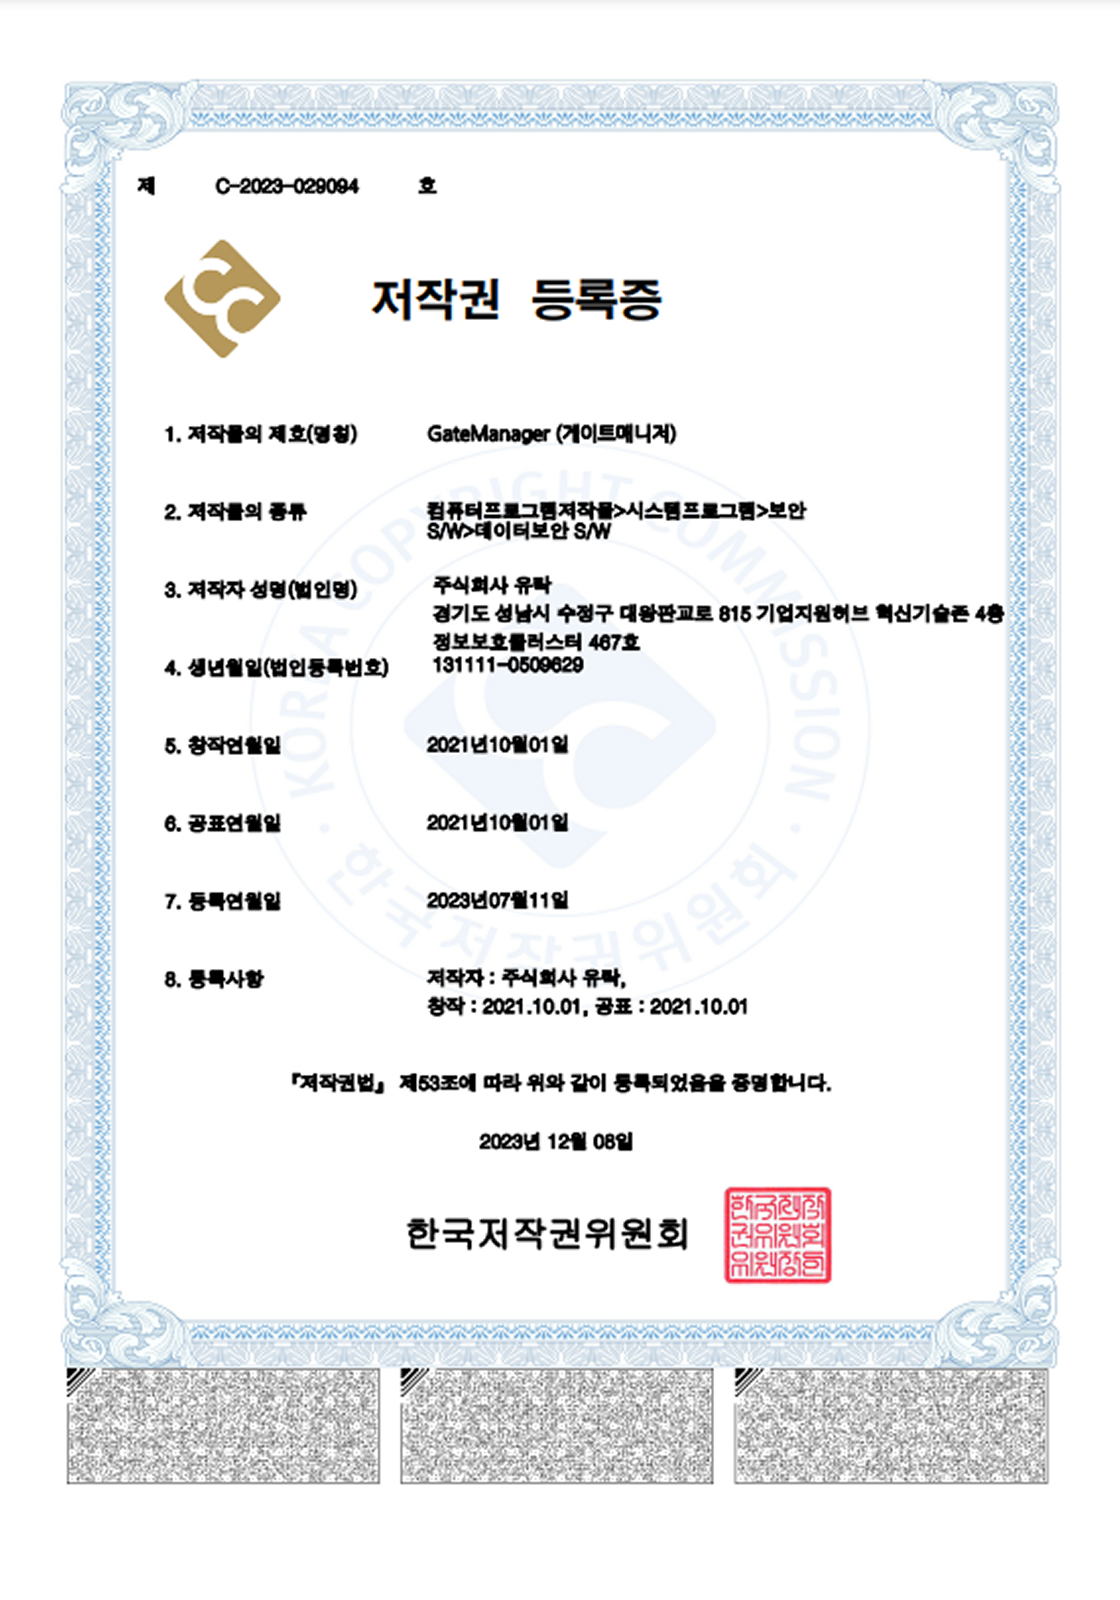 제 C-2023-029094 호
저작권 등록증
1. 저작물의 제호(명칭) GateManager (게이트매니저)
2. 저작물의 종류 컴퓨터프로그램저작물>시스템프로그램>보안
S/W>데이터보안 S/W
3. 저작자 성명(법인명) 주식회사 유락
경기도 성남시 수정구 대왕판교로 815 기업지원허브 혁신기술존 4층
정보보호클러스터 467호
4. 생년월일(법인등록번호) 131111-0509629
5. 창작연월일 2021년10월01일
6. 공표연월일 2021년10월01일
7. 등록연월일 2023년07월11일
8. 등록사항 저작자 : 주식회사 유락,
창작 : 2021.10.01, 공표 : 2021.10.01
『저작권법』 제53조에 따라 위와 같이 등록되었음을 증명합니다.
2023년 12월 08일
한국저작권위원회
KOREA COPYRIGHT COMMISSION
한국저작권위원회